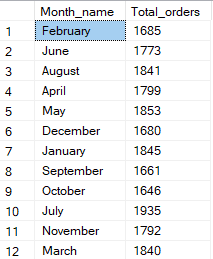 Month_name Total_orders
1 February 1685
2 June 1773
3 August 1841
4 April 1799
5 May 1853
6 December 1680
7 January 1845
8 September 1661
9 October 1646
10 July 1935
11 November 1792
12 March 1840